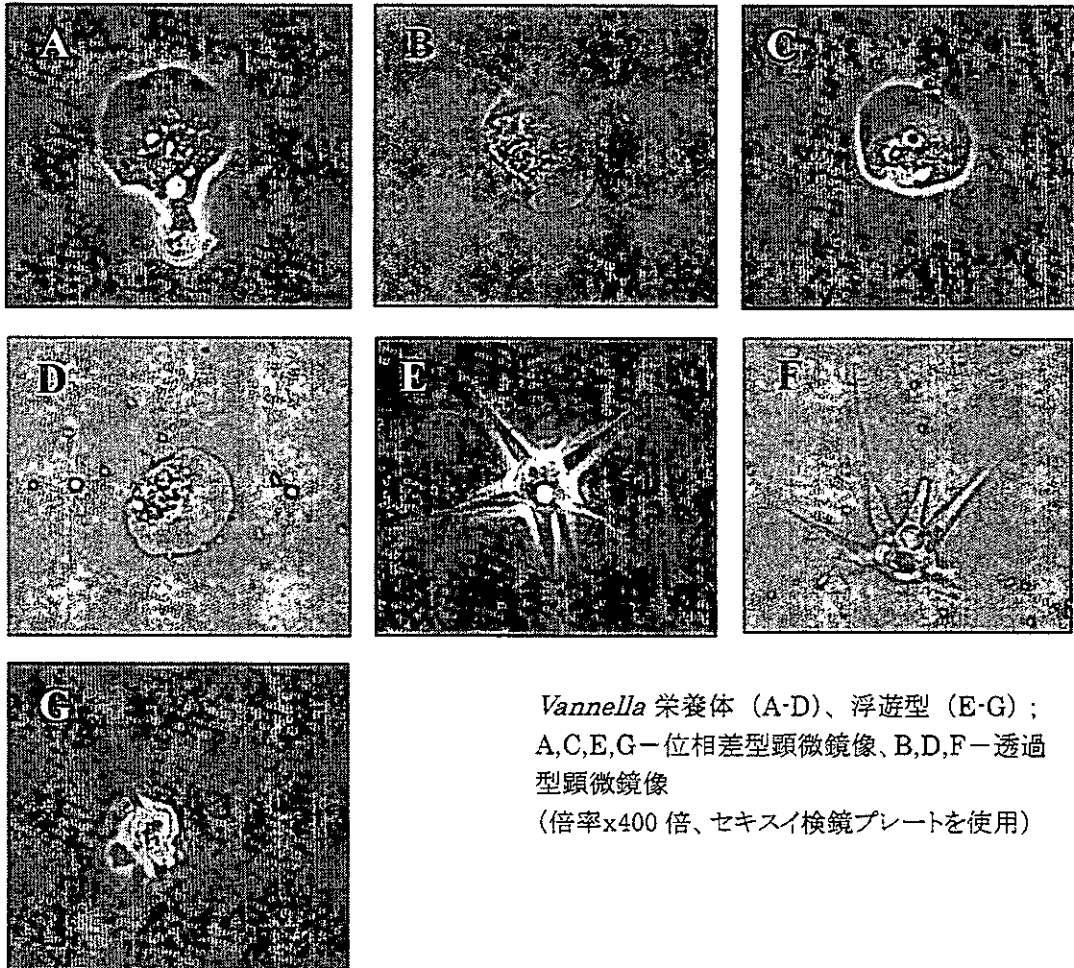 A
B
C
D
E
F
G
Vannella 栄養体（A-D）、浮遊型（E-G）；
A,C,E,G－位相差型顕微鏡像、B,D,F－透過
型顕微鏡像
（倍率x400 倍、セキスイ検鏡プレートを使用）